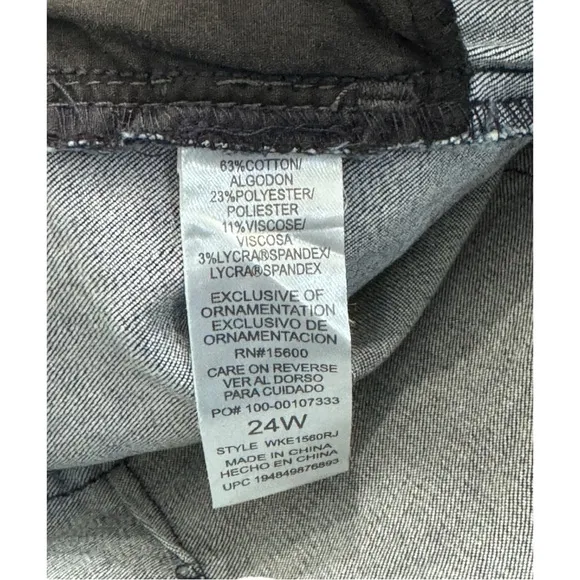 63%COTTON/
ALGODON
23%POLYESTER/
POLIESTER
11%VISCOSE/
VISCOSA
3%LYCRA®SPANDEX/
LYCRA®SPANDEX
EXCLUSIVE OF
ORNAMENTATION
EXCLUSIVO DE
ORNAMENTACION
RN#15600
CARE ON REVERSE
VER AL DORSO
PARA CUIDADO
PO# 100-00107333
24W
STYLE WKE1560RJ
MADE IN CHINA
HECHO EN CHINA
UPC 194849876893